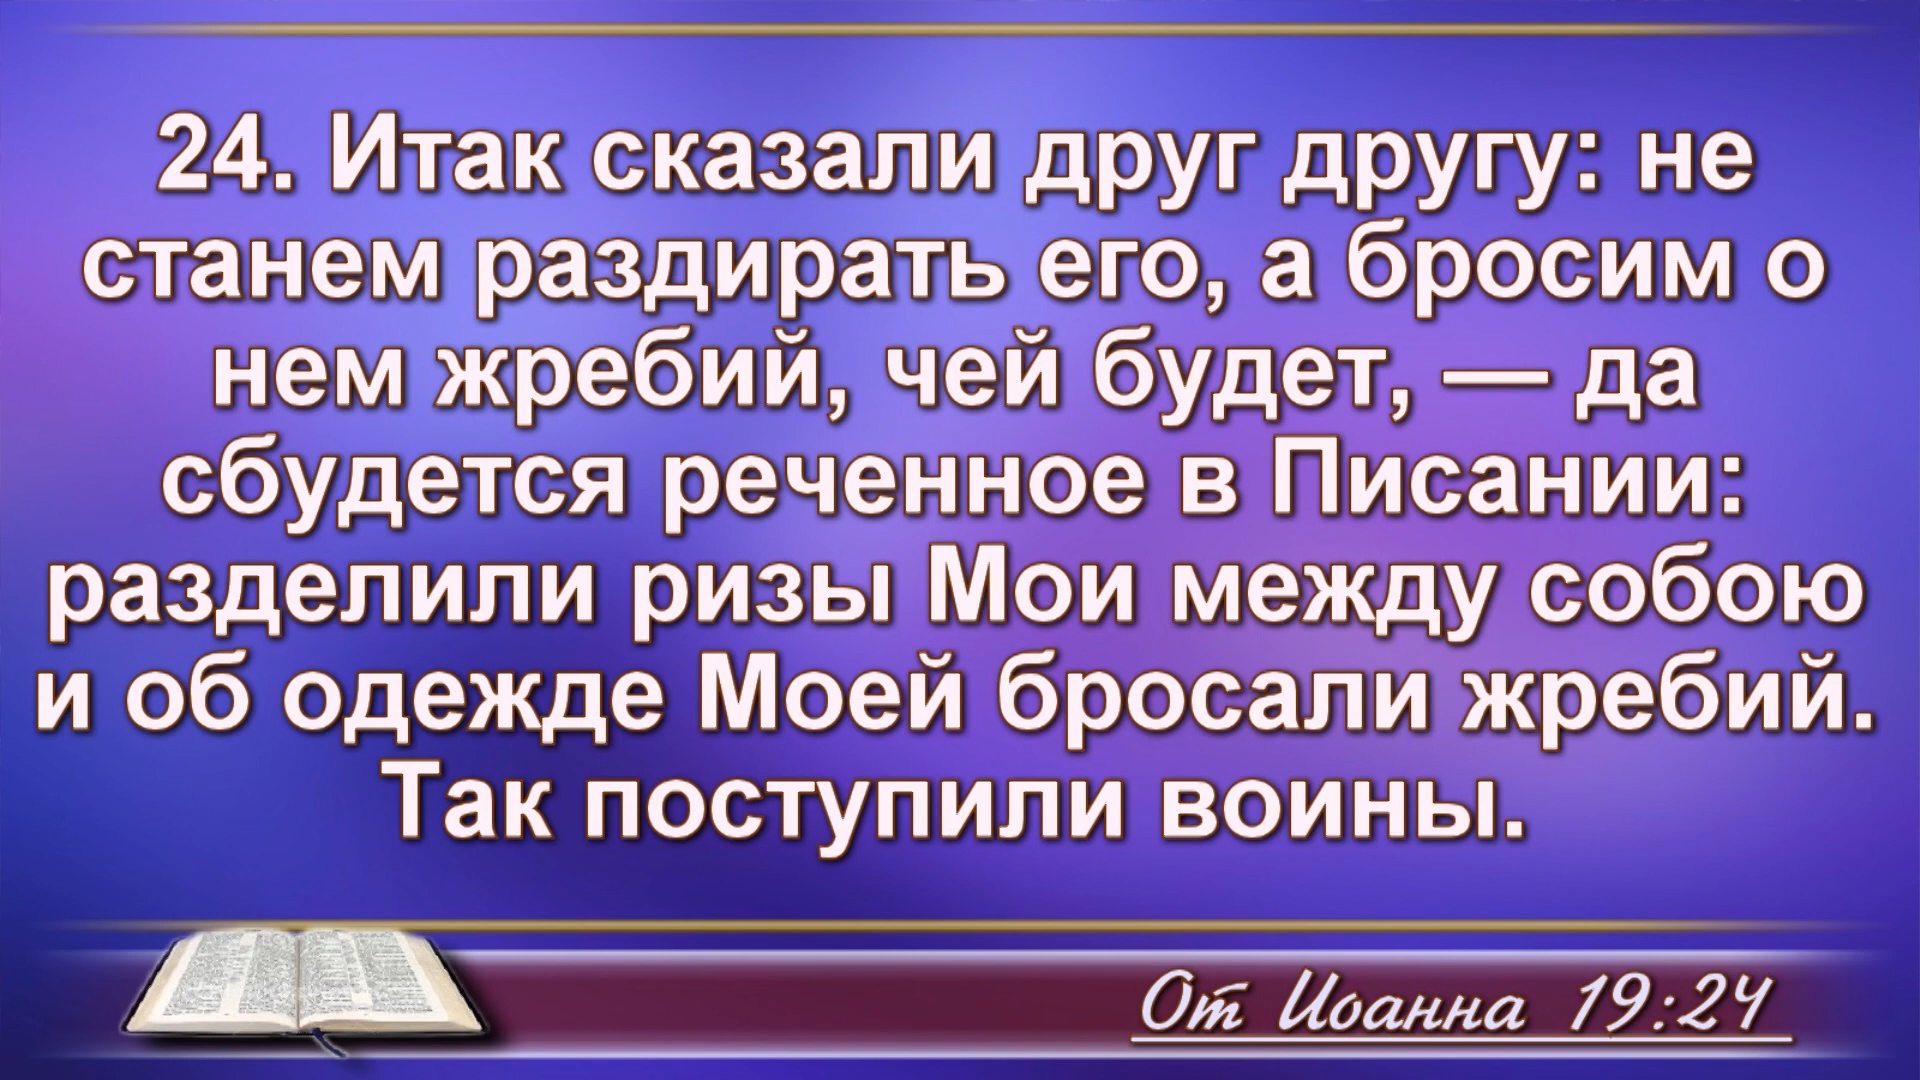 24. Итак сказали друг другу: не
станем раздирать его, а бросим о
нем жребий, чей будет, — да
сбудется реченное в Писании:
разделили ризы Мои между собою
и об одежде Моей бросали жребий.
Так поступили воины.
От Иоанна 19:24